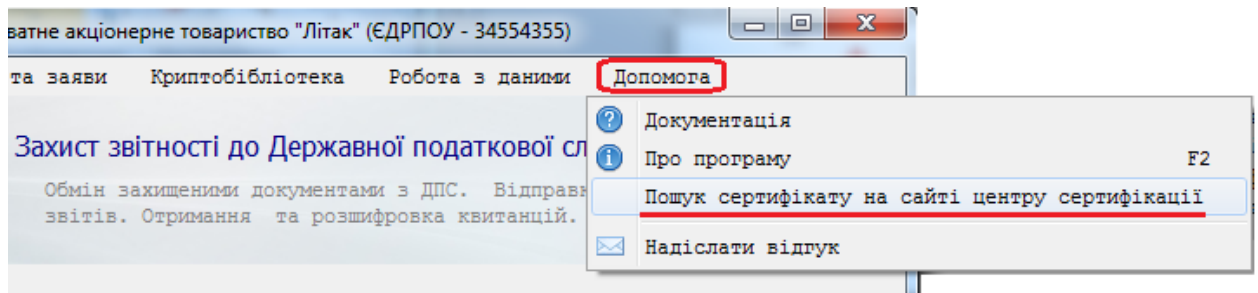 ватне акціонерне товариство "Літак" (ЄДРПОУ - 34554355)
та заяви Криптобібліотека Робота з даними Допомога
Документація
Захист звітності до Державної податкової сл
Про програму F2
Обмін захищеними документами з ДПС. Відправк
Пошук сертифікату на сайті центру сертифікації
звітів. Отримання та розшифровка квитанцій.
Надіслати відгук